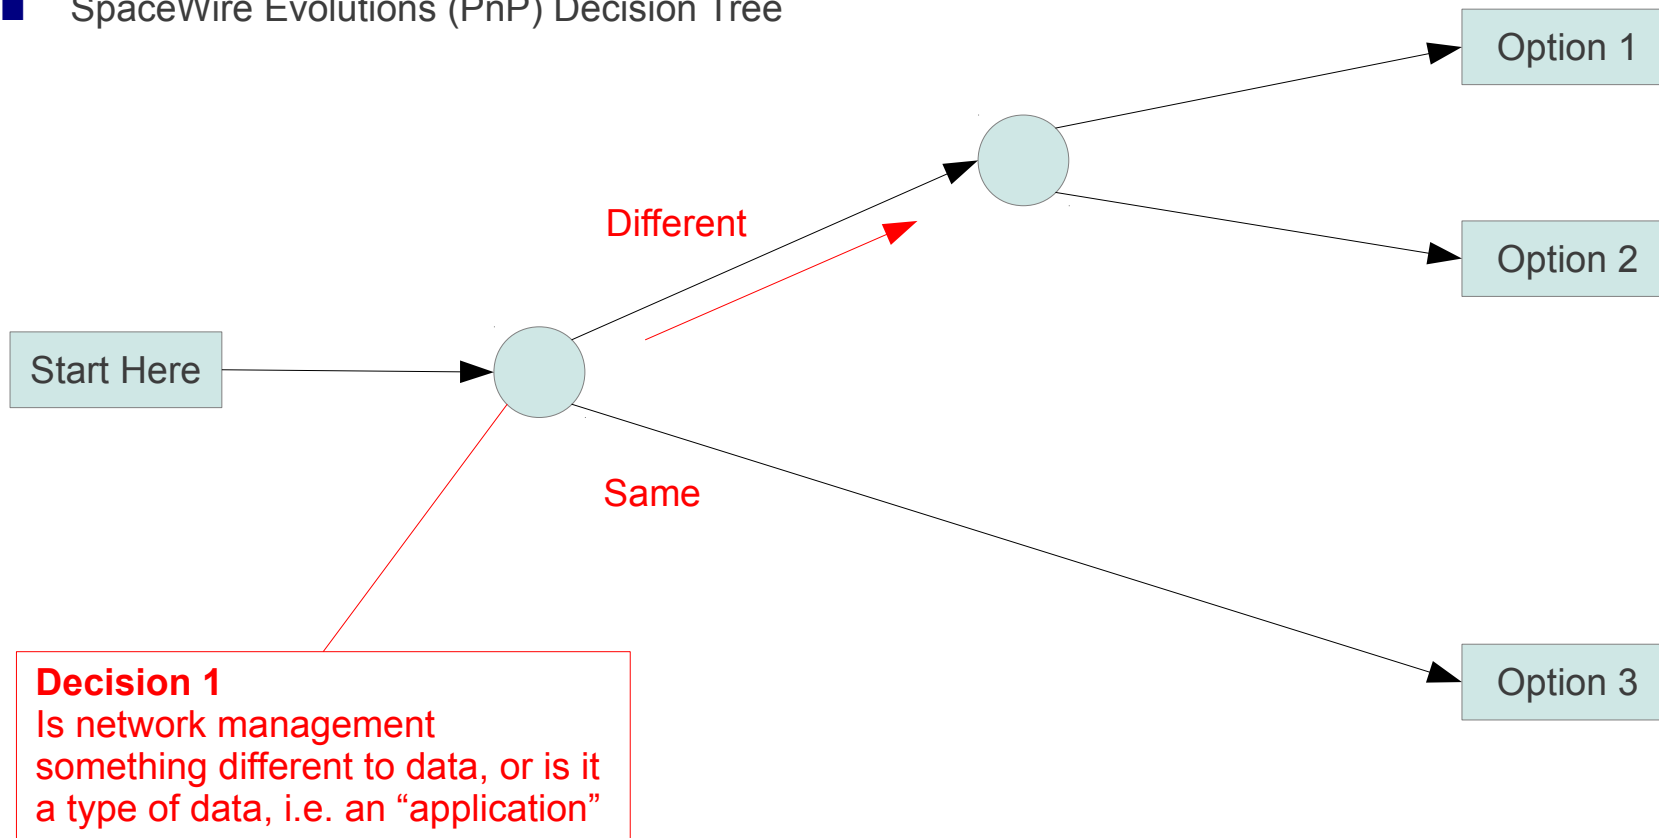 SpaceWire Evolutions (PnP) Decision Tree
Option 1
Different
Option 2
Start Here
Same
Option 3
Decision 1
Is network management
something different to data, or is it
a type of data, i.e. an “application”